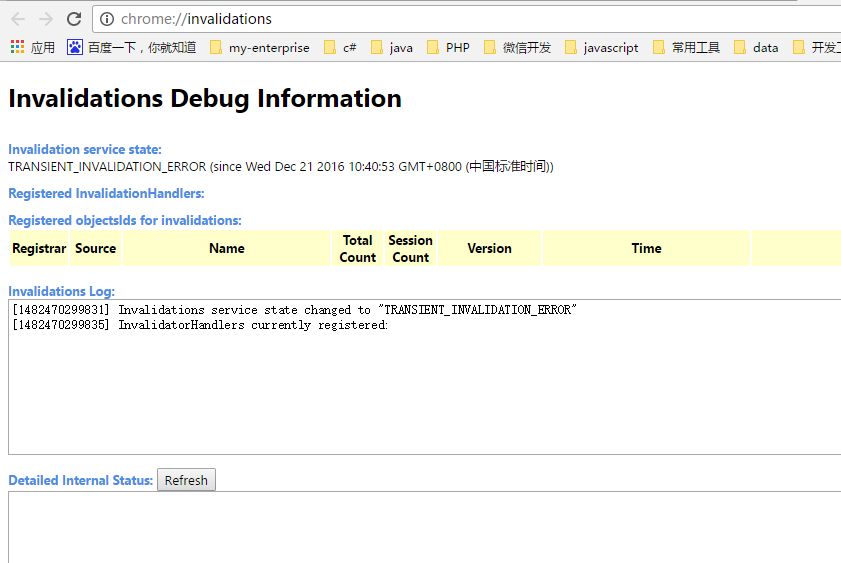 chrome://invalidations
应用 百度一下，你就知道 my-enterprise c# java PHP 微信开发 javascript 常用工具 data 开发
Invalidations Debug Information
Invalidation service state:
TRANSIENT_INVALIDATION_ERROR (since Wed Dec 21 2016 10:40:53 GMT+0800 (中国标准时间))
Registered InvalidationHandlers:
Registered objectsIds for invalidations:
Registrar Source Name Total Count Session Count Version Time
Invalidations Log:
[1482470299831] Invalidations service state changed to "TRANSIENT_INVALIDATION_ERROR"
[1482470299835] InvalidatorHandlers currently registered:
Detailed Internal Status: Refresh